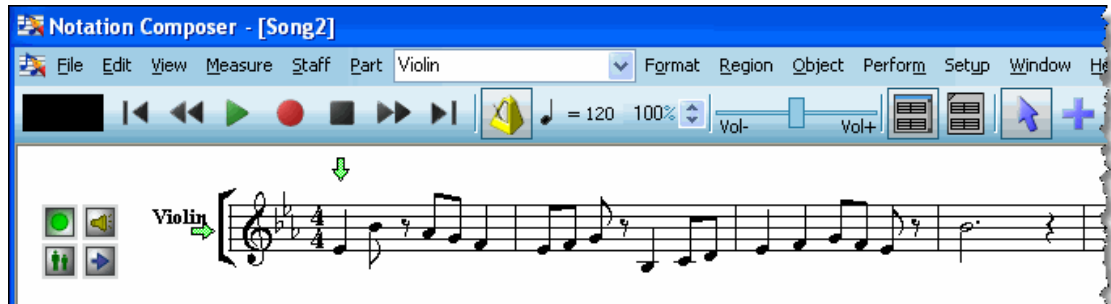 Notation Composer - [Song2]
File Edit View Measure Staff Part Violin Format Region Object Perform Setup Window
= 120 100% Vol- Vol+
4
Violin 4